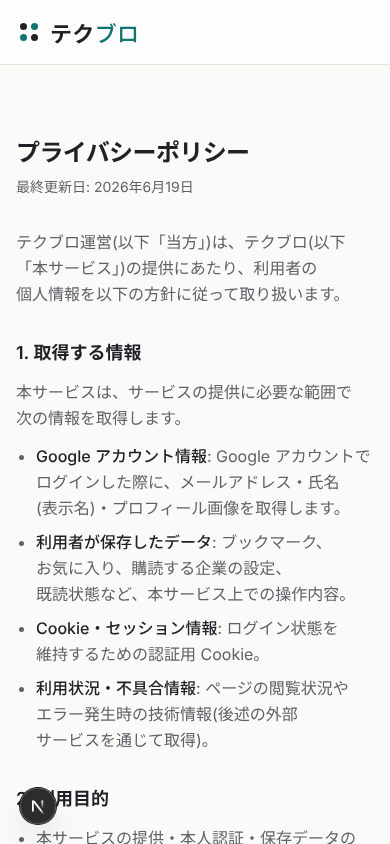 テクブロ
プライバシーポリシー
最終更新日: 2026年6月19日
テクブロ運営(以下「当方」)は、テクブロ(以下
「本サービス」)の提供にあたり、利用者の
個人情報を以下の方針に従って取り扱います。
1. 取得する情報
本サービスは、サービスの提供に必要な範囲で
次の情報を取得します。
• Google アカウント情報: Google アカウントで
ログインした際に、メールアドレス・氏名
(表示名)・プロフィール画像を取得します。
• 利用者が保存したデータ: ブックマーク、
お気に入り、購読する企業の設定、
既読状態など、本サービス上での操作内容。
• Cookie・セッション情報: ログイン状態を
維持するための認証用 Cookie。
• 利用状況・不具合情報: ページの閲覧状況や
エラー発生時の技術情報(後述の外部
サービスを通じて取得)。
2 用目的
N
• 本サービスの提供・本人認証・保存データの